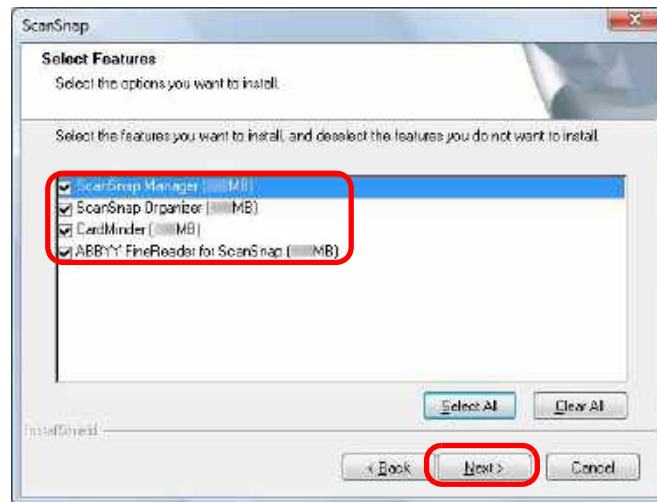 ScanSnap
Select Features
Select the options you want to install.
Select the features you want to install, and deselect the features you do not want to install.
ScanSnap Manager ( MB)
ScanSnap Organizer ( MB)
CardMinder ( MB)
ABBYY FineReader for ScanSnap ( MB)
Select All Clear All
InstallShield
< Back Next > Cancel